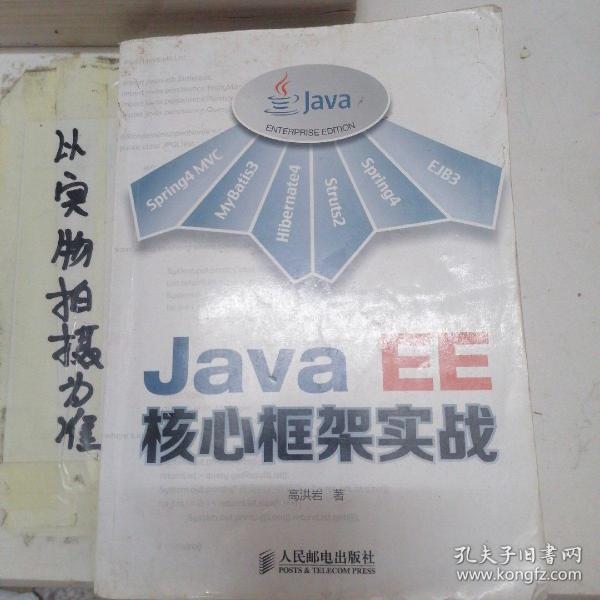 以实物拍摄为准
Java
ENTERPRISE EDITION
Spring4 MVC
MyBatis3
Hibernate4
Struts2
Spring4
EJB3
Java EE
核心框架实战
高洪岩 著
人民邮电出版社
POSTS & TELECOM PRESS
孔夫子旧书网
www.kongfz.com